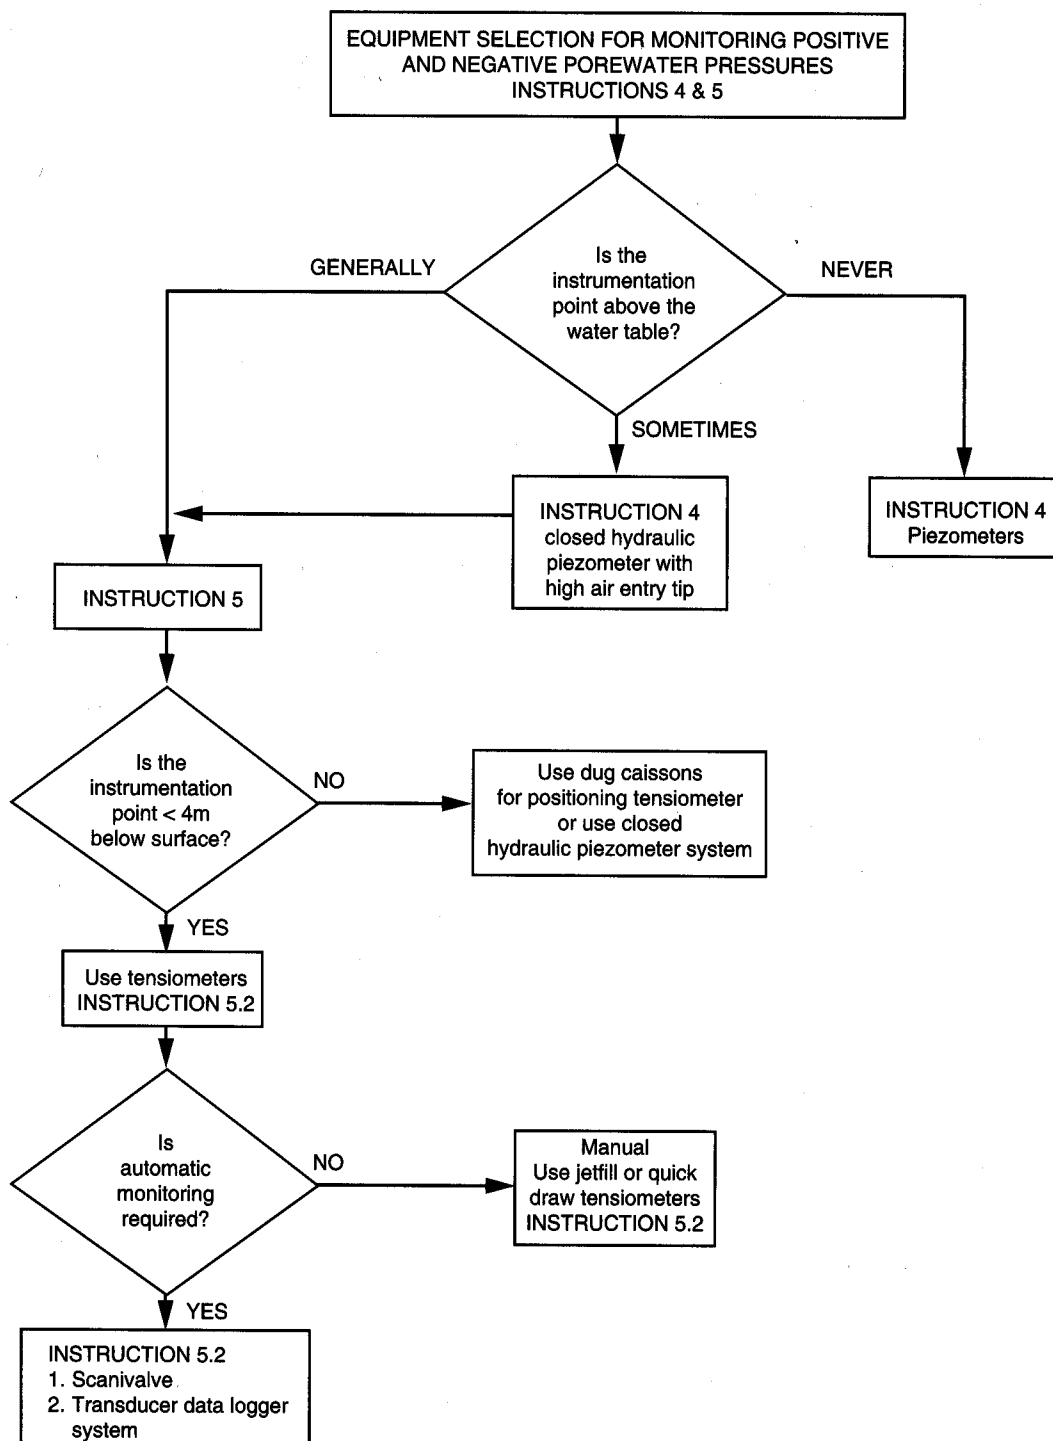 EQUIPMENT SELECTION FOR MONITORING POSITIVE
AND NEGATIVE POREWATER PRESSURES
INSTRUCTIONS 4 & 5
Is the
instrumentation
point above the
water table?
GENERALLY
NEVER
SOMETIMES
INSTRUCTION 4
closed hydraulic
piezometer with
high air entry tip
INSTRUCTION 4
Piezometers
INSTRUCTION 5
Is the
instrumentation
point < 4m
below surface?
NO
Use dug caissons
for positioning tensiometer
or use closed
hydraulic piezometer system
YES
Use tensiometers
INSTRUCTION 5.2
Is
automatic
monitoring
required?
NO
Manual
Use jetfill or quick
draw tensiometers
INSTRUCTION 5.2
YES
INSTRUCTION 5.2
1. Scanivalve
2. Transducer data logger
system